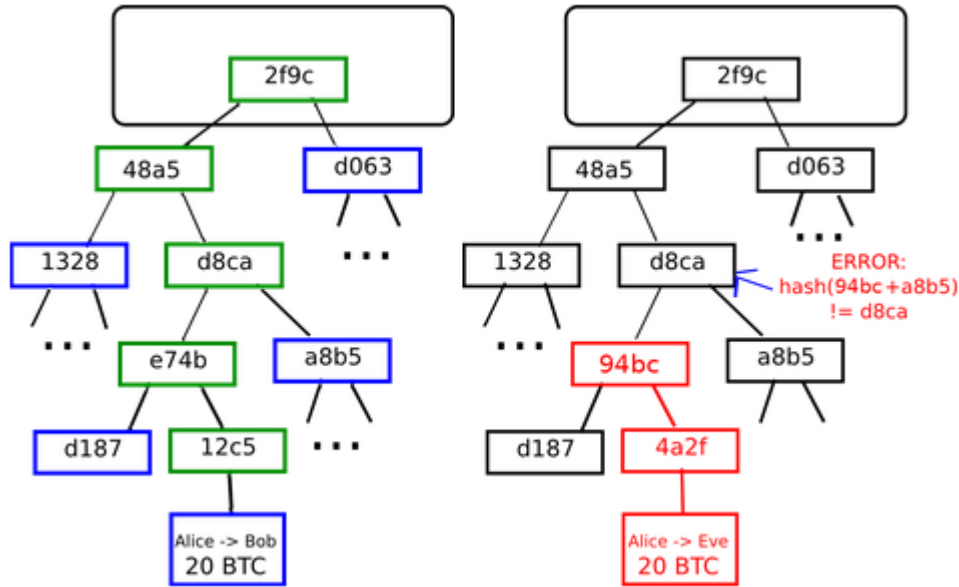 2f9c
48a5
d063
1328
d8ca
...
...
e74b
a8b5
d187
12c5
...
Alice -> Bob
20 BTC
2f9c
48a5
d063
1328
d8ca
...
ERROR:
hash(94bc+a8b5)
!= d8ca
...
94bc
a8b5
d187
4a2f
Alice -> Eve
20 BTC